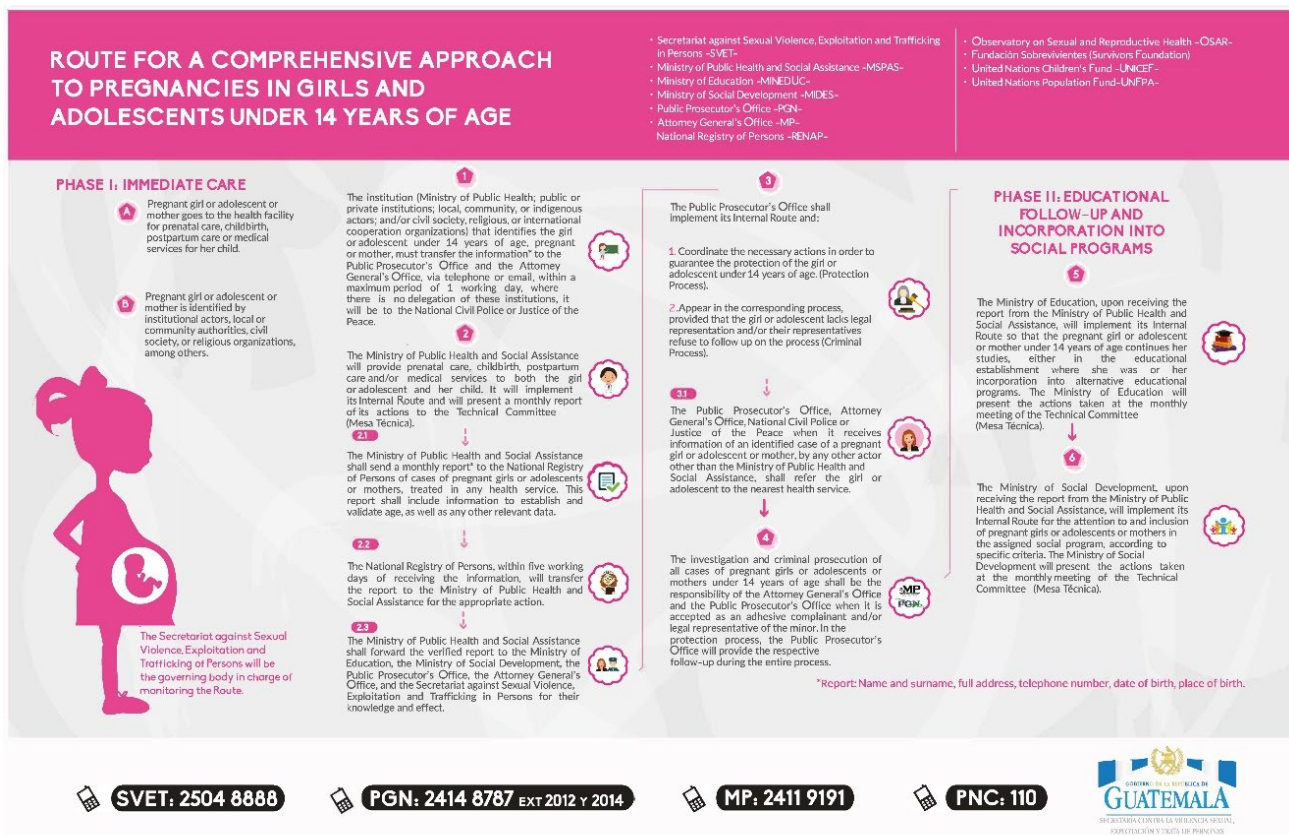 ROUTE FOR A COMPREHENSIVE APPROACH
TO PREGNANCIES IN GIRLS AND
ADOLESCENTS UNDER 14 YEARS OF AGE
• Secretariat against Sexual Violence, Exploitation and Trafficking
in Persons -SVET-
• Ministry of Public Health and Social Assistance -MSPAS-
• Ministry of Education -MINEDUC-
• Ministry of Social Development -MIDES-
• Public Prosecutor's Office -PGN-
• Attorney General's Office -MP-
National Registry of Persons -RENAP-
• Observatory on Sexual and Reproductive Health -OSAR-
• Fundación Sobrevivientes (Survivors Foundation)
• United Nations Children's Fund -UNICEF-
• United Nations Population Fund-UNFPA-
PHASE I: IMMEDIATE CARE
A
Pregnant girl or adolescent or
mother goes to the health facility
for prenatal care, childbirth,
postpartum care or medical
services for her child.
B
Pregnant girl or adolescent or
mother is identified by
institutional actors, local or
community authorities, civil
society, or religious organizations,
among others.
The Secretariat against Sexual
Violence, Exploitation and
Trafficking of Persons will be
the governing body in charge of
monitoring the Route.
1
The institution (Ministry of Public Health; public or
private institutions; local, community, or indigenous
actors; and/or civil society, religious, or international
cooperation organizations) that identifies the girl
or adolescent under 14 years of age, pregnant
or mother, must transfer the information* to the
Public Prosecutor's Office and the Attorney
General's Office, via telephone or email, within a
maximum period of 1 working day, where
there is no delegation of these institutions, it
will be to the National Civil Police or Justice of the
Peace.
2
The Ministry of Public Health and Social Assistance
will provide prenatal care, childbirth, postpartum
care and/or medical services to both the girl
or adolescent and her child. It will implement
its Internal Route and will present a monthly report
of its actions to the Technical Committee
(Mesa Técnica).
2.1
The Ministry of Public Health and Social Assistance
shall send a monthly report* to the National Registry
of Persons of cases of pregnant girls or adolescents
or mothers, treated in any health service. This
report shall include information to establish and
validate age, as well as any other relevant data.
2.2
The National Registry of Persons, within five working
days of receiving the information, will transfer
the report to the Ministry of Public Health and
Social Assistance for the appropriate action.
2.3
The Ministry of Public Health and Social Assistance
shall forward the verified report to the Ministry of
Education, the Ministry of Social Development, the
Public Prosecutor's Office, the Attorney General's
Office, and the Secretariat against Sexual Violence,
Exploitation and Trafficking in Persons for their
knowledge and effect.
3
The Public Prosecutor's Office shall
implement its Internal Route and:
1. Coordinate the necessary actions in order to
guarantee the protection of the girl or
adolescent under 14 years of age. (Protection
Process).
2. Appear in the corresponding process,
provided that the girl or adolescent lacks legal
representation and/or their representatives
refuse to follow up on the process (Criminal
Process).
3.1
The Public Prosecutor's Office, Attorney
General's Office, National Civil Police or
Justice of the Peace when it receives
information of an identified case of a pregnant
girl or adolescent or mother, by any other actor
other than the Ministry of Public Health and
Social Assistance, shall refer the girl or
adolescent to the nearest health service.
4
The investigation and criminal prosecution of
all cases of pregnant girls or adolescents or
mothers under 14 years of age shall be the
responsibility of the Attorney General's Office
and the Public Prosecutor's Office when it is
accepted as an adhesive complainant and/or
legal representative of the minor. In the
protection process, the Public Prosecutor's
Office will provide the respective
follow-up during the entire process.
MP
PGN
PHASE II: EDUCATIONAL
FOLLOW-UP AND
INCORPORATION INTO
SOCIAL PROGRAMS
5
The Ministry of Education, upon receiving the
report from the Ministry of Public Health and
Social Assistance, will implement its Internal
Route so that the pregnant girl or adolescent
or mother under 14 years of age continues her
studies, either in the educational
establishment where she was or her
incorporation into alternative educational
programs. The Ministry of Education will
present the actions taken at the monthly
meeting of the Technical Committee
(Mesa Técnica).
6
The Ministry of Social Development, upon
receiving the report from the Ministry of Public
Health and Social Assistance, will implement its
Internal Route for the attention to and inclusion
of pregnant girls or adolescents or mothers in
the assigned social program, according to
specific criteria. The Ministry of Social
Development will present the actions taken
at the monthly meeting of the Technical
Committee (Mesa Técnica).
*Report: Name and surname, full address, telephone number, date of birth, place of birth.
SVET: 2504 8888
PGN: 2414 8787 EXT 2012 Y 2014
MP: 2411 9191
PNC: 110
GOBIERNO DE LA REPÚBLICA DE
GUATEMALA
SECRETARÍA CONTRA LA VIOLENCIA SEXUAL,
EXPLOTACIÓN Y TRATA DE PERSONAS